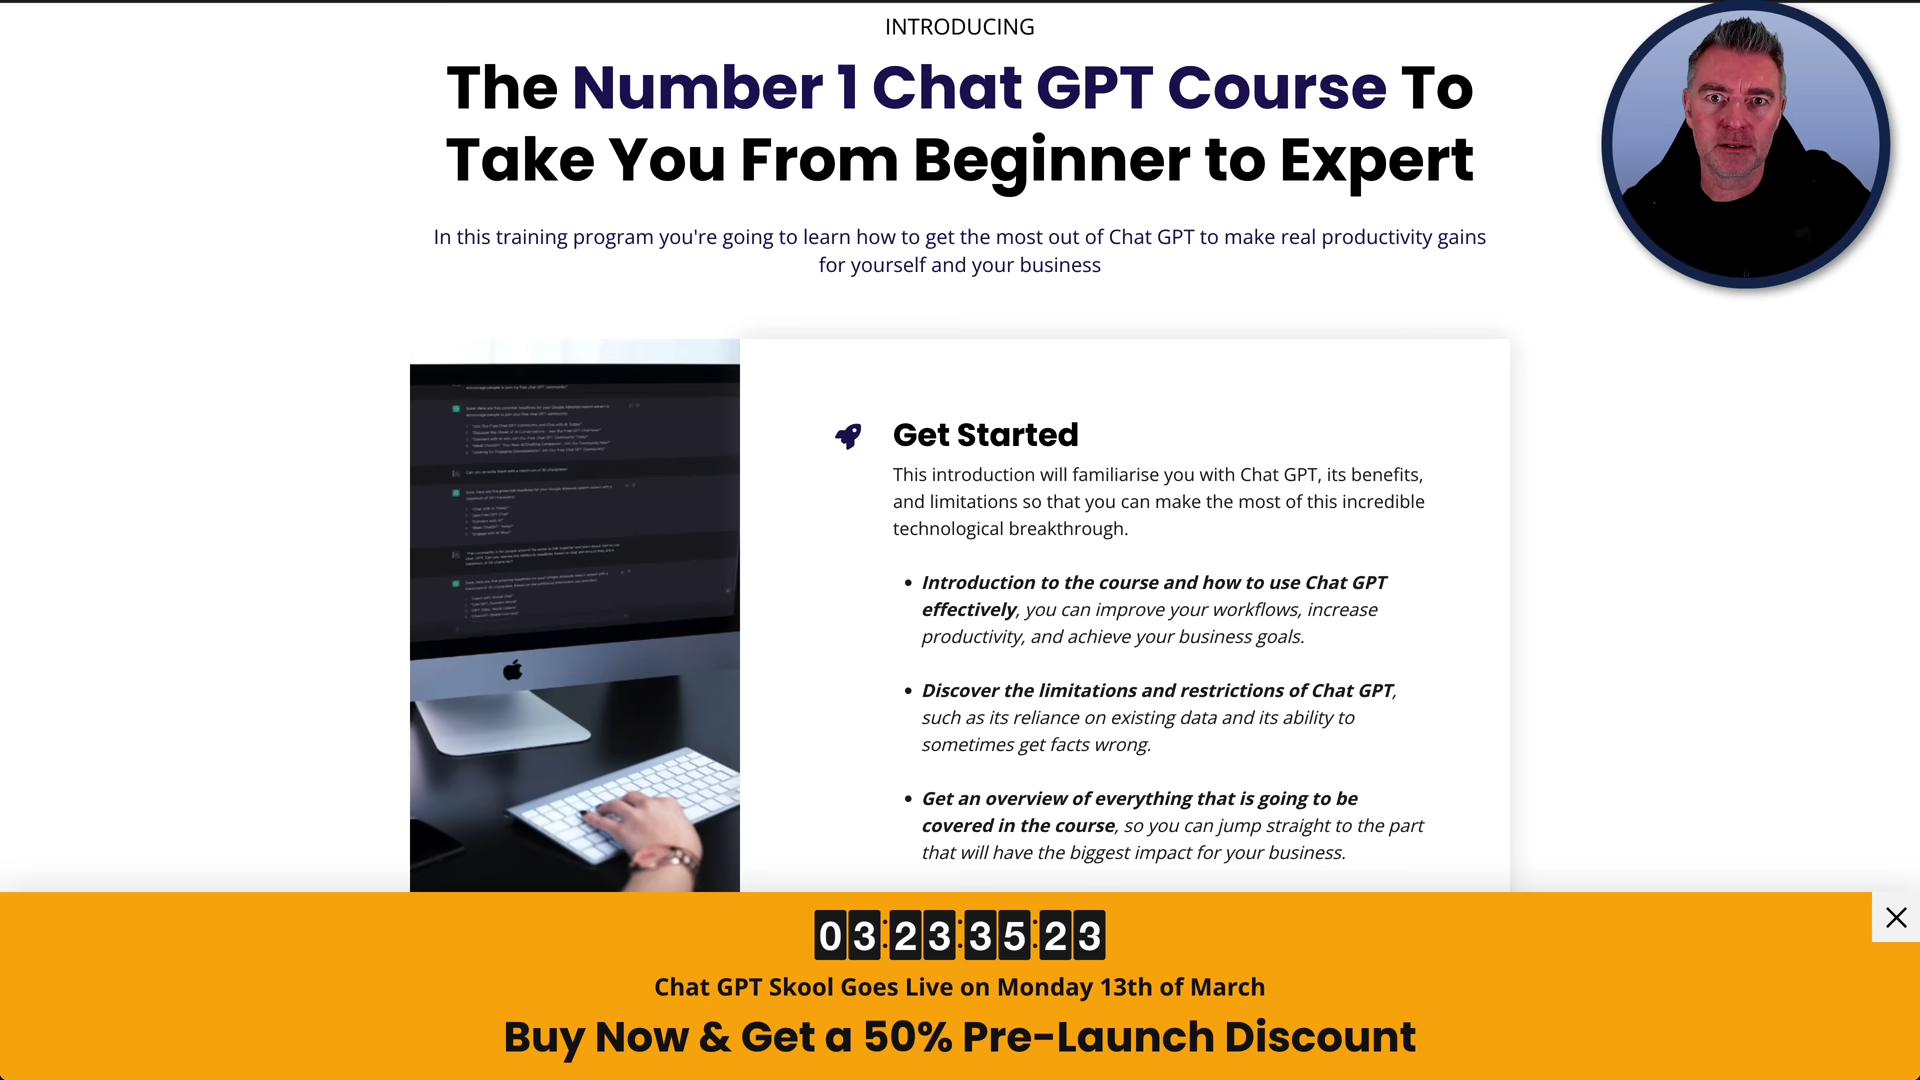 INTRODUCING
The Number 1 Chat GPT Course To
Take You From Beginner to Expert
In this training program you're going to learn how to get the most out of Chat GPT to make real productivity gains
for yourself and your business
Get Started
This introduction will familiarise you with Chat GPT, its benefits,
and limitations so that you can make the most of this incredible
technological breakthrough.
Introduction to the course and how to use Chat GPT
effectively, you can improve your workflows, increase
productivity, and achieve your business goals.
Discover the limitations and restrictions of Chat GPT,
such as its reliance on existing data and its ability to
sometimes get facts wrong.
Get an overview of everything that is going to be
covered in the course, so you can jump straight to the part
that will have the biggest impact for your business.
03:23:35:23
Chat GPT Skool Goes Live on Monday 13th of March
Buy Now & Get a 50% Pre-Launch Discount